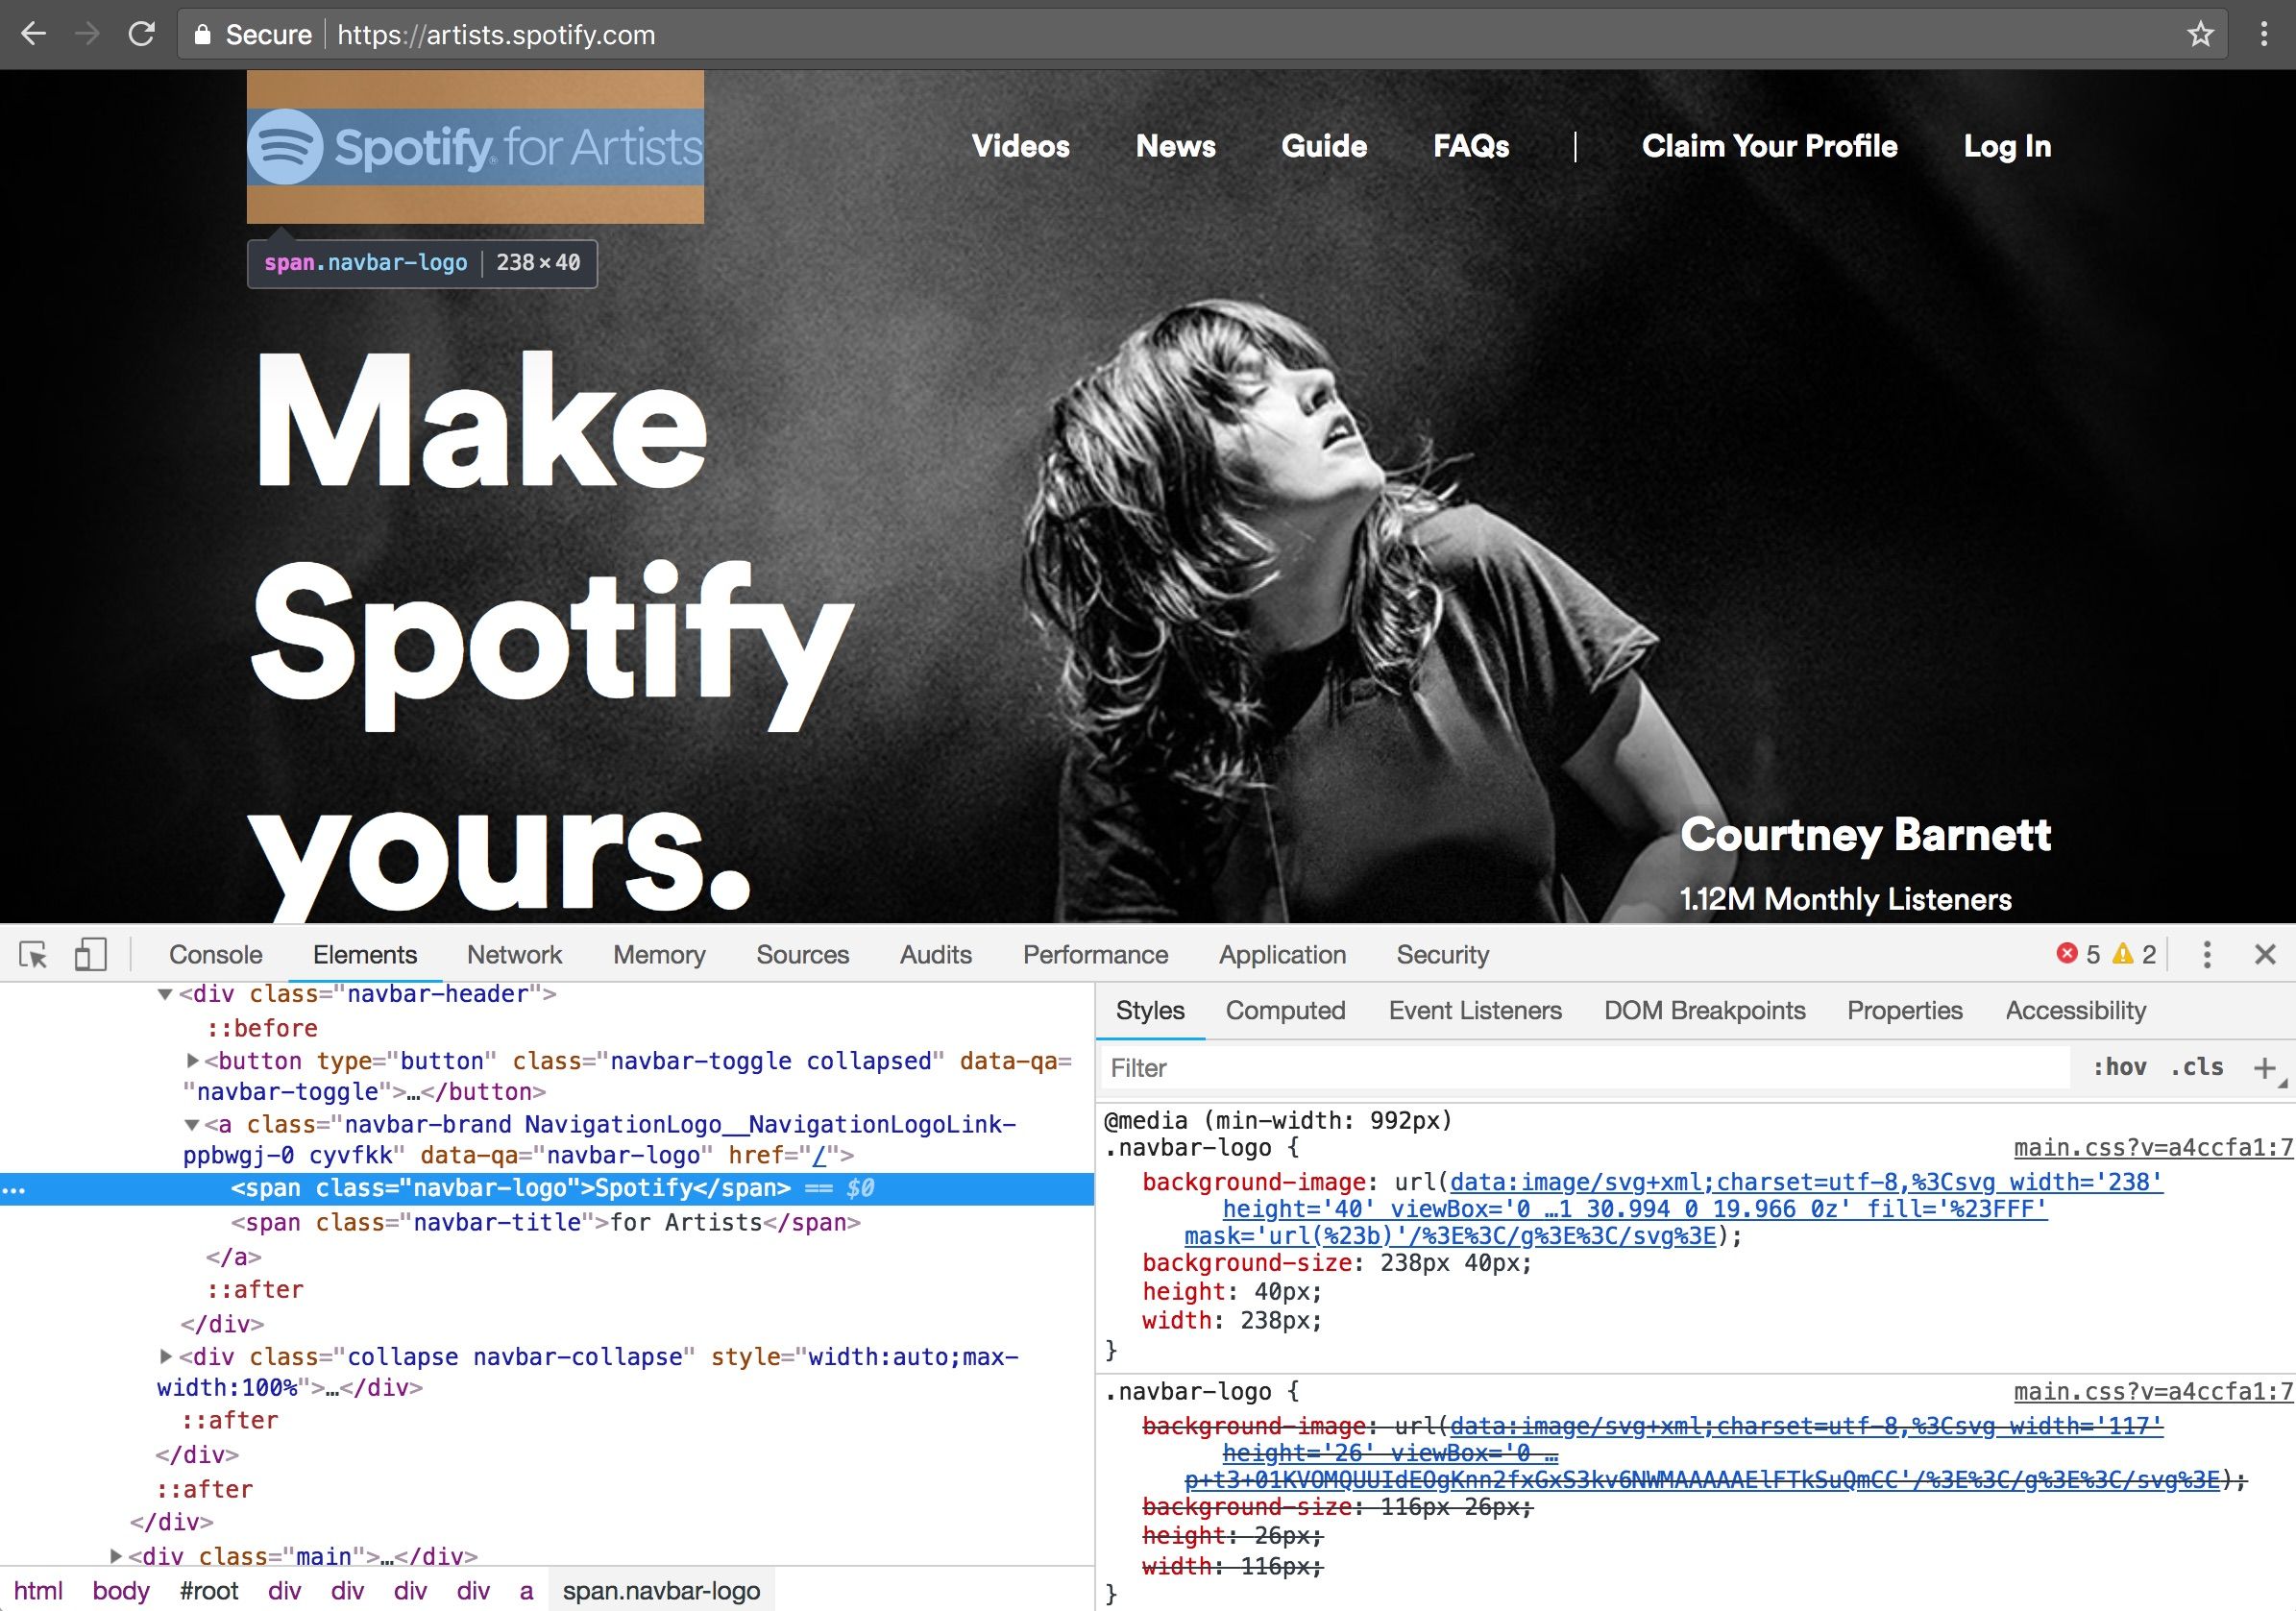 Secure https://artists.spotify.com
Spotify for Artists
Videos News Guide FAQs | Claim Your Profile Log In
span.navbar-logo | 238 × 40
Make
Spotify
yours.
Courtney Barnett
1.12M Monthly Listeners
Console Elements Network Memory Sources Audits Performance Application Security 5 2
<div class="navbar-header">
::before
<button type="button" class="navbar-toggle collapsed" data-qa=
"navbar-toggle">…</button>
<a class="navbar-brand NavigationLogo__NavigationLogoLink-
ppbwgj-0 cyvfkk" data-qa="navbar-logo" href="/">
<span class="navbar-logo">Spotify</span> == $0
<span class="navbar-title">for Artists</span>
</a>
::after
</div>
<div class="collapse navbar-collapse" style="width:auto;max-
width:100%">…</div>
::after
</div>
::after
</div>
<div class="main">…</div>
html body #root div div div div a span.navbar-logo
Styles Computed Event Listeners DOM Breakpoints Properties Accessibility
Filter :hov .cls +
@media (min-width: 992px)
.navbar-logo { main.css?v=a4ccfa1:7
background-image: url(data:image/svg+xml;charset=utf-8,%3Csvg width='238'
height='40' viewBox='0 …1 30.994 0 19.966 0z' fill='%23FFF'
mask='url(%23b)'/%3E%3C/g%3E%3C/svg%3E);
background-size: 238px 40px;
height: 40px;
width: 238px;
}
.navbar-logo { main.css?v=a4ccfa1:7
background-image: url(data:image/svg+xml;charset=utf-8,%3Csvg width='117'
height='26' viewBox='0 …
p+t3+01KVOMQUUIdEOgKnn2fxGxS3kv6NWMAAAAAElFTkSuQmCC'/%3E%3C/g%3E%3C/svg%3E);
background-size: 116px 26px;
height: 26px;
width: 116px;
}